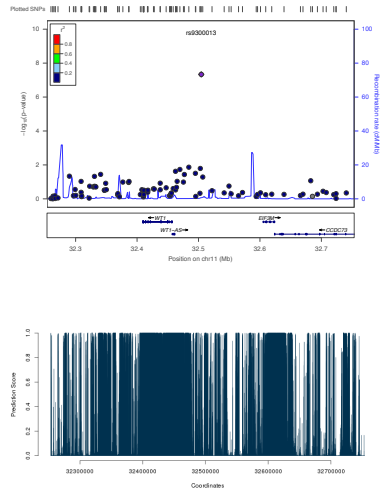 Plotted SNPs
rs9300013
r²
0.8
0.6
0.4
0.2
10
8
6
4
2
0
−log₁₀(p−value)
100
80
60
40
20
0
Recombination rate (cM/Mb)
WT1
EIF3M
WT1−AS
CCDC73
32.3 32.4 32.5 32.6 32.7
Position on chr11 (Mb)
Prediction Score
1.0
0.8
0.6
0.4
0.2
0.0
32300000 32400000 32500000 32600000 32700000
Coordinates